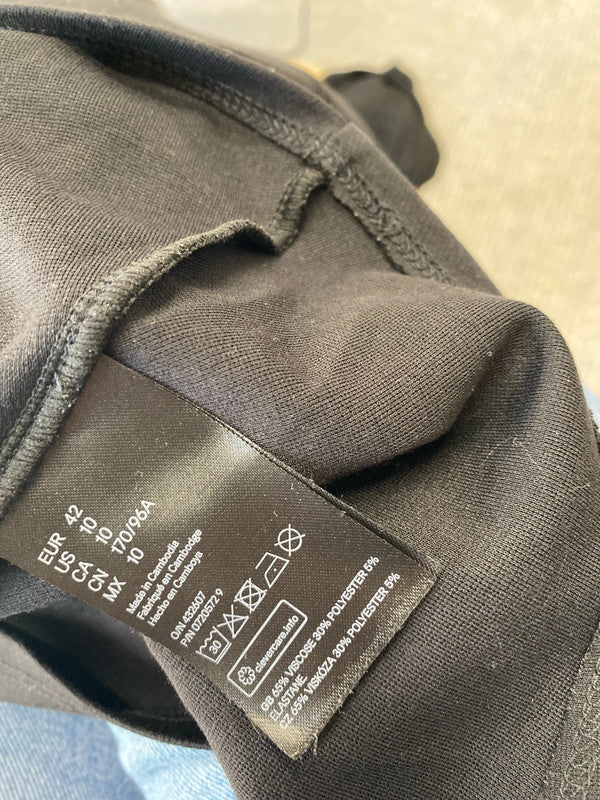 EUR 42
US 10
CA 10
CN 170/96A
MX 10
Made in Cambodia
Fabriqué en Cambodge
Hecho en Camboya
O/N 432607
P/N 0720572 9
30
clevercare.info
GB 65% VISCOSE 30% POLYESTER 5%
ELASTANE
CZ 65% VISKÓZA 30% POLYESTER 5%